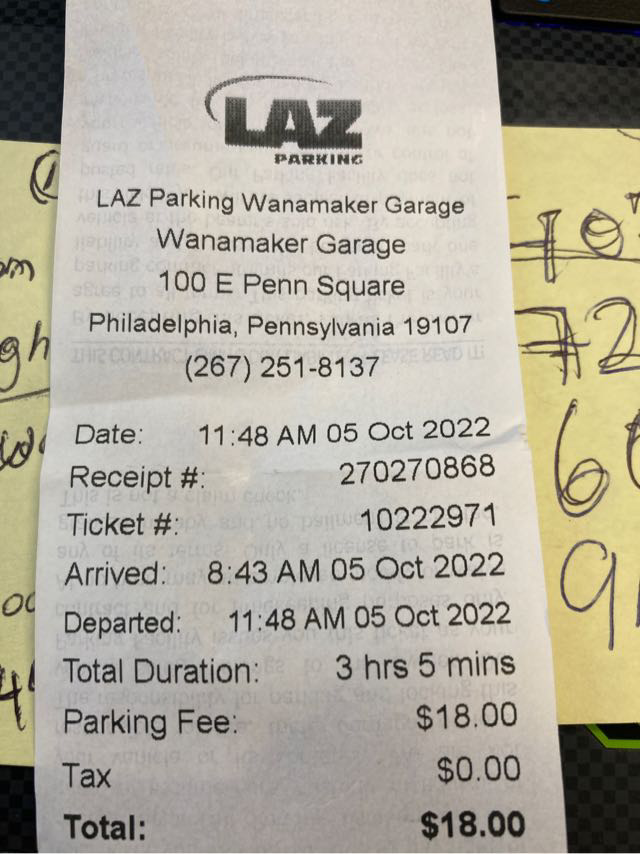 LAZ
PARKING
LAZ Parking Wanamaker Garage
Wanamaker Garage
100 E Penn Square
Philadelphia, Pennsylvania 19107
(267) 251-8137
Date: 11:48 AM 05 Oct 2022
Receipt #: 270270868
Ticket #: 10222971
Arrived: 8:43 AM 05 Oct 2022
Departed: 11:48 AM 05 Oct 2022
Total Duration: 3 hrs 5 mins
Parking Fee: $18.00
Tax $0.00
Total: $18.00